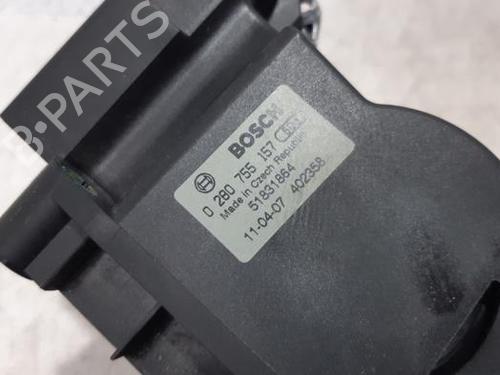 B-PARTS
BOSCH
0 280 755 157
Made in Czech Republic
51831864
11-04-07 402358